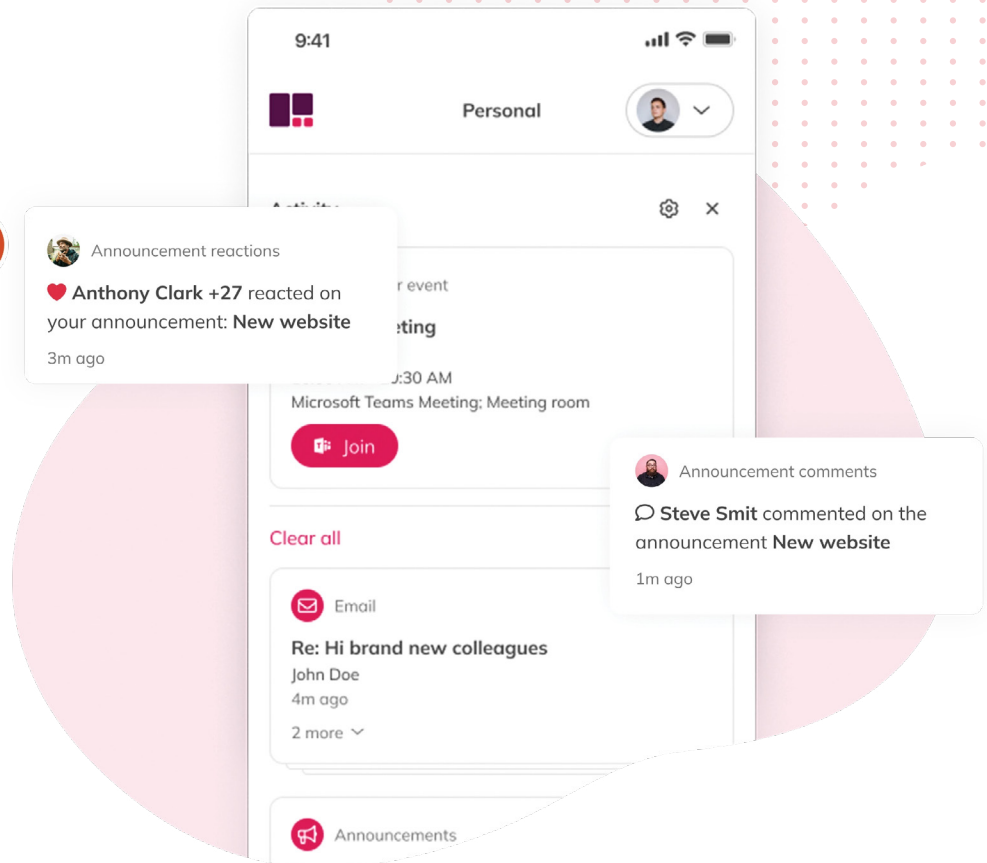 9:41
Personal
Activity
Announcement reactions
Anthony Clark +27 reacted on
your announcement: New website
3m ago
event
:30 AM
Microsoft Teams Meeting; Meeting room
Join
Announcement comments
Steve Smit commented on the
announcement New website
1m ago
Clear all
Email
Re: Hi brand new colleagues
John Doe
4m ago
2 more
Announcements